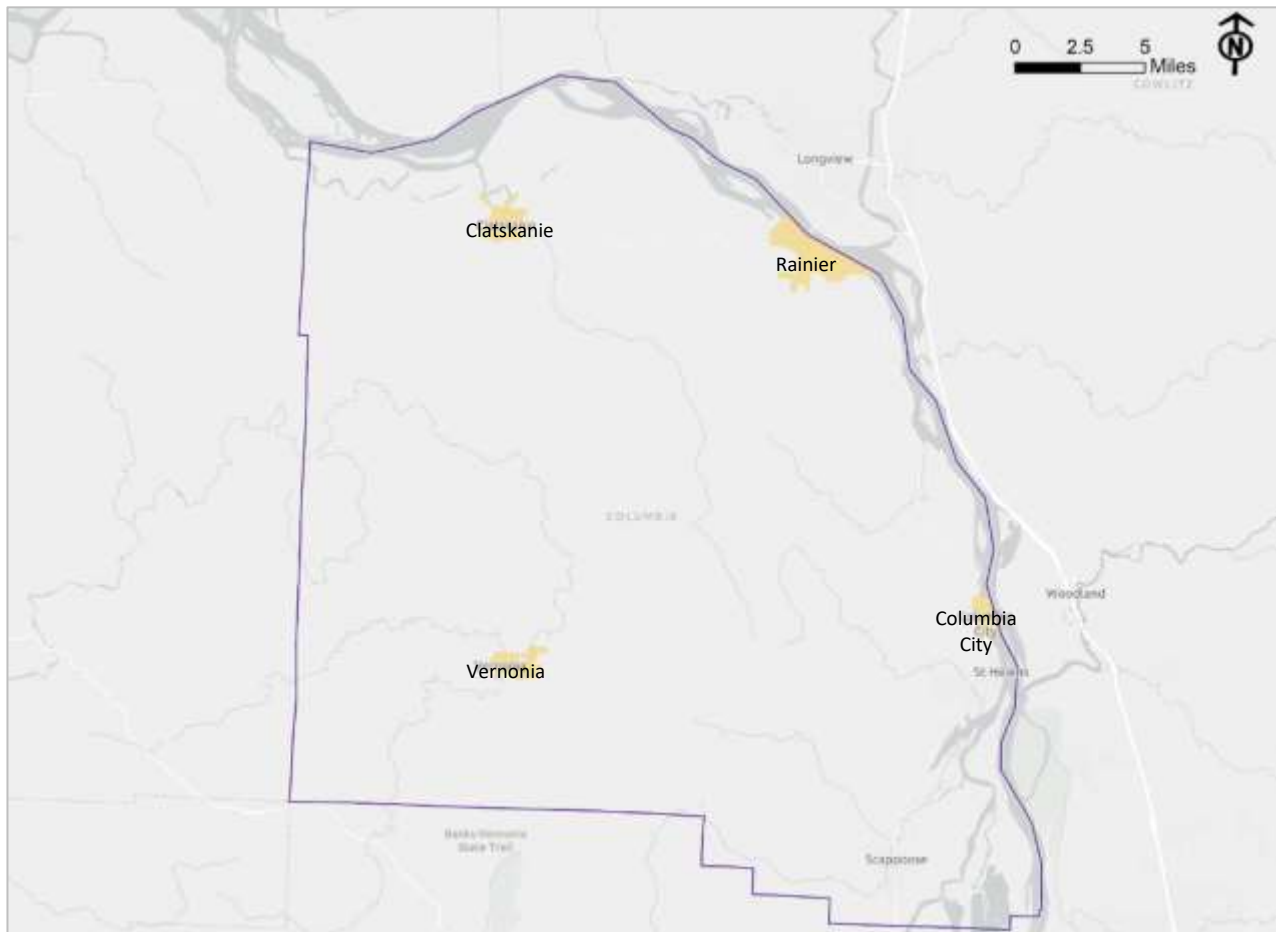 0 2.5 5
Miles
N
COWLITZ
Longview
Clatskanie
Rainier
COLUMBIA
Woodland
Columbia
City
City
St Helens
Vernonia
Banks-Vernonia
State Trail
Scappoose